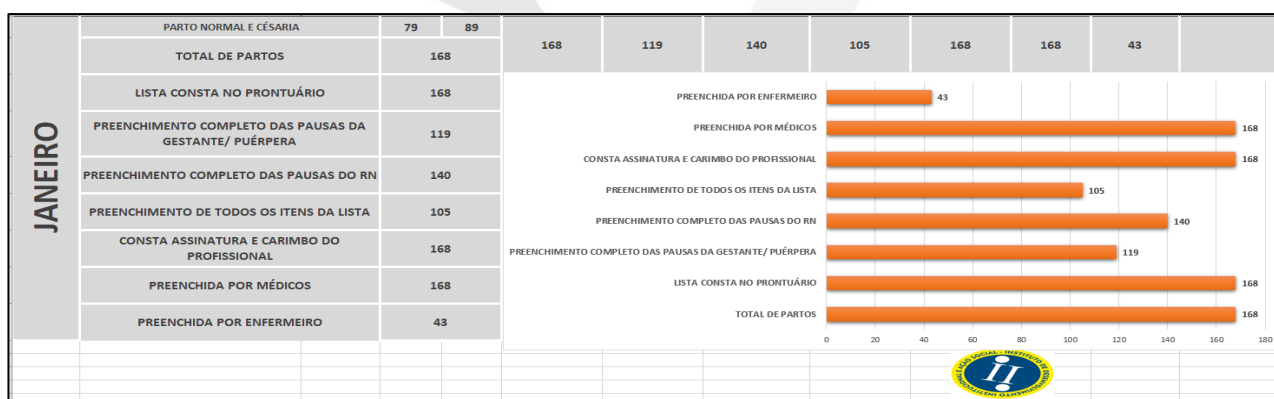 JANEIRO
PARTO NORMAL E CÉSARIA 79 89
TOTAL DE PARTOS 168
LISTA CONSTA NO PRONTUÁRIO 168
PREENCHIMENTO COMPLETO DAS PAUSAS DA
GESTANTE/ PUÉRPERA 119
PREENCHIMENTO COMPLETO DAS PAUSAS DO RN 140
PREENCHIMENTO DE TODOS OS ITENS DA LISTA 105
CONSTA ASSINATURA E CARIMBO DO
PROFISSIONAL 168
PREENCHIDA POR MÉDICOS 168
PREENCHIDA POR ENFERMEIRO 43
168 119 140 105 168 168 43
PREENCHIDA POR ENFERMEIRO 43
PREENCHIDA POR MÉDICOS 168
CONSTA ASSINATURA E CARIMBO DO PROFISSIONAL 168
PREENCHIMENTO DE TODOS OS ITENS DA LISTA 105
PREENCHIMENTO COMPLETO DAS PAUSAS DO RN 140
PREENCHIMENTO COMPLETO DAS PAUSAS DA GESTANTE/ PUÉRPERA 119
LISTA CONSTA NO PRONTUÁRIO 168
TOTAL DE PARTOS 168
0 20 40 60 80 100 120 140 160 180
INSTITUTO DE DESENVOLVIMENTO INSTITUCIONAL E AÇÃO SOCIAL -